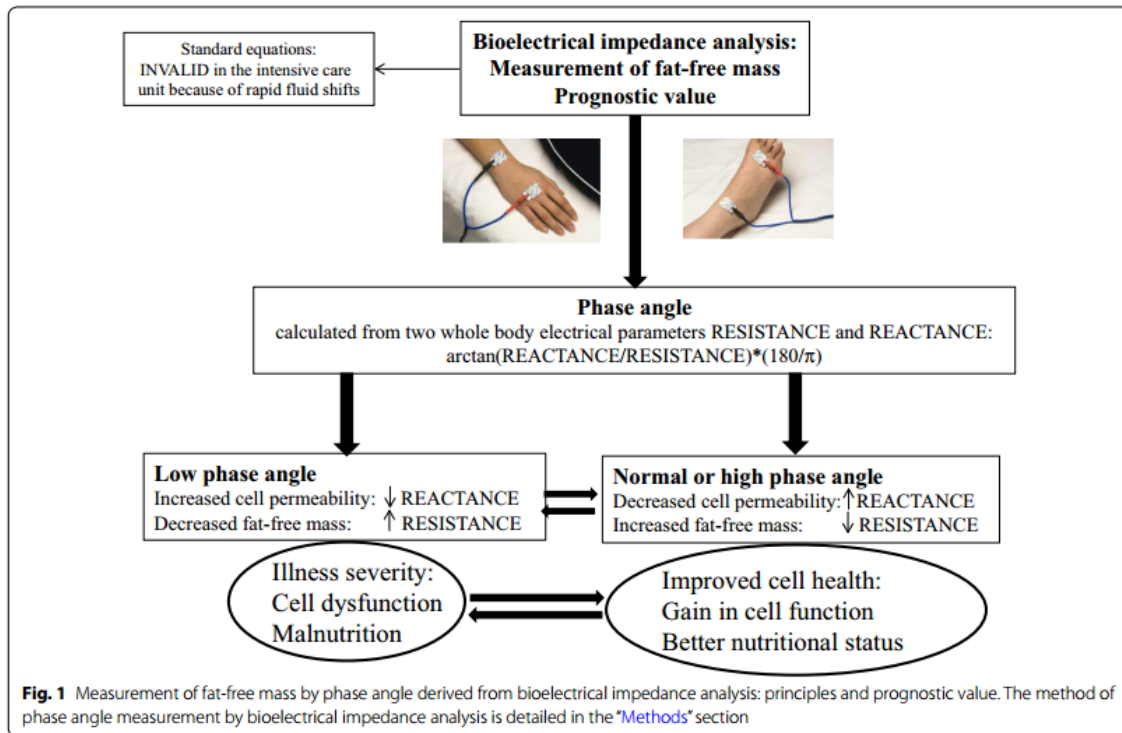 Standard equations:
INVALID in the intensive care
unit because of rapid fluid shifts
Bioelectrical impedance analysis:
Measurement of fat-free mass
Prognostic value
Phase angle
calculated from two whole body electrical parameters RESISTANCE and REACTANCE:
arctan(REACTANCE/RESISTANCE)*(180/π)
Low phase angle
Increased cell permeability: ↓ REACTANCE
Decreased fat-free mass: ↑ RESISTANCE
Normal or high phase angle
Decreased cell permeability: ↑ REACTANCE
Increased fat-free mass: ↓ RESISTANCE
Illness severity:
Cell dysfunction
Malnutrition
Improved cell health:
Gain in cell function
Better nutritional status
Fig. 1 Measurement of fat-free mass by phase angle derived from bioelectrical impedance analysis: principles and prognostic value. The method of
phase angle measurement by bioelectrical impedance analysis is detailed in the “Methods” section